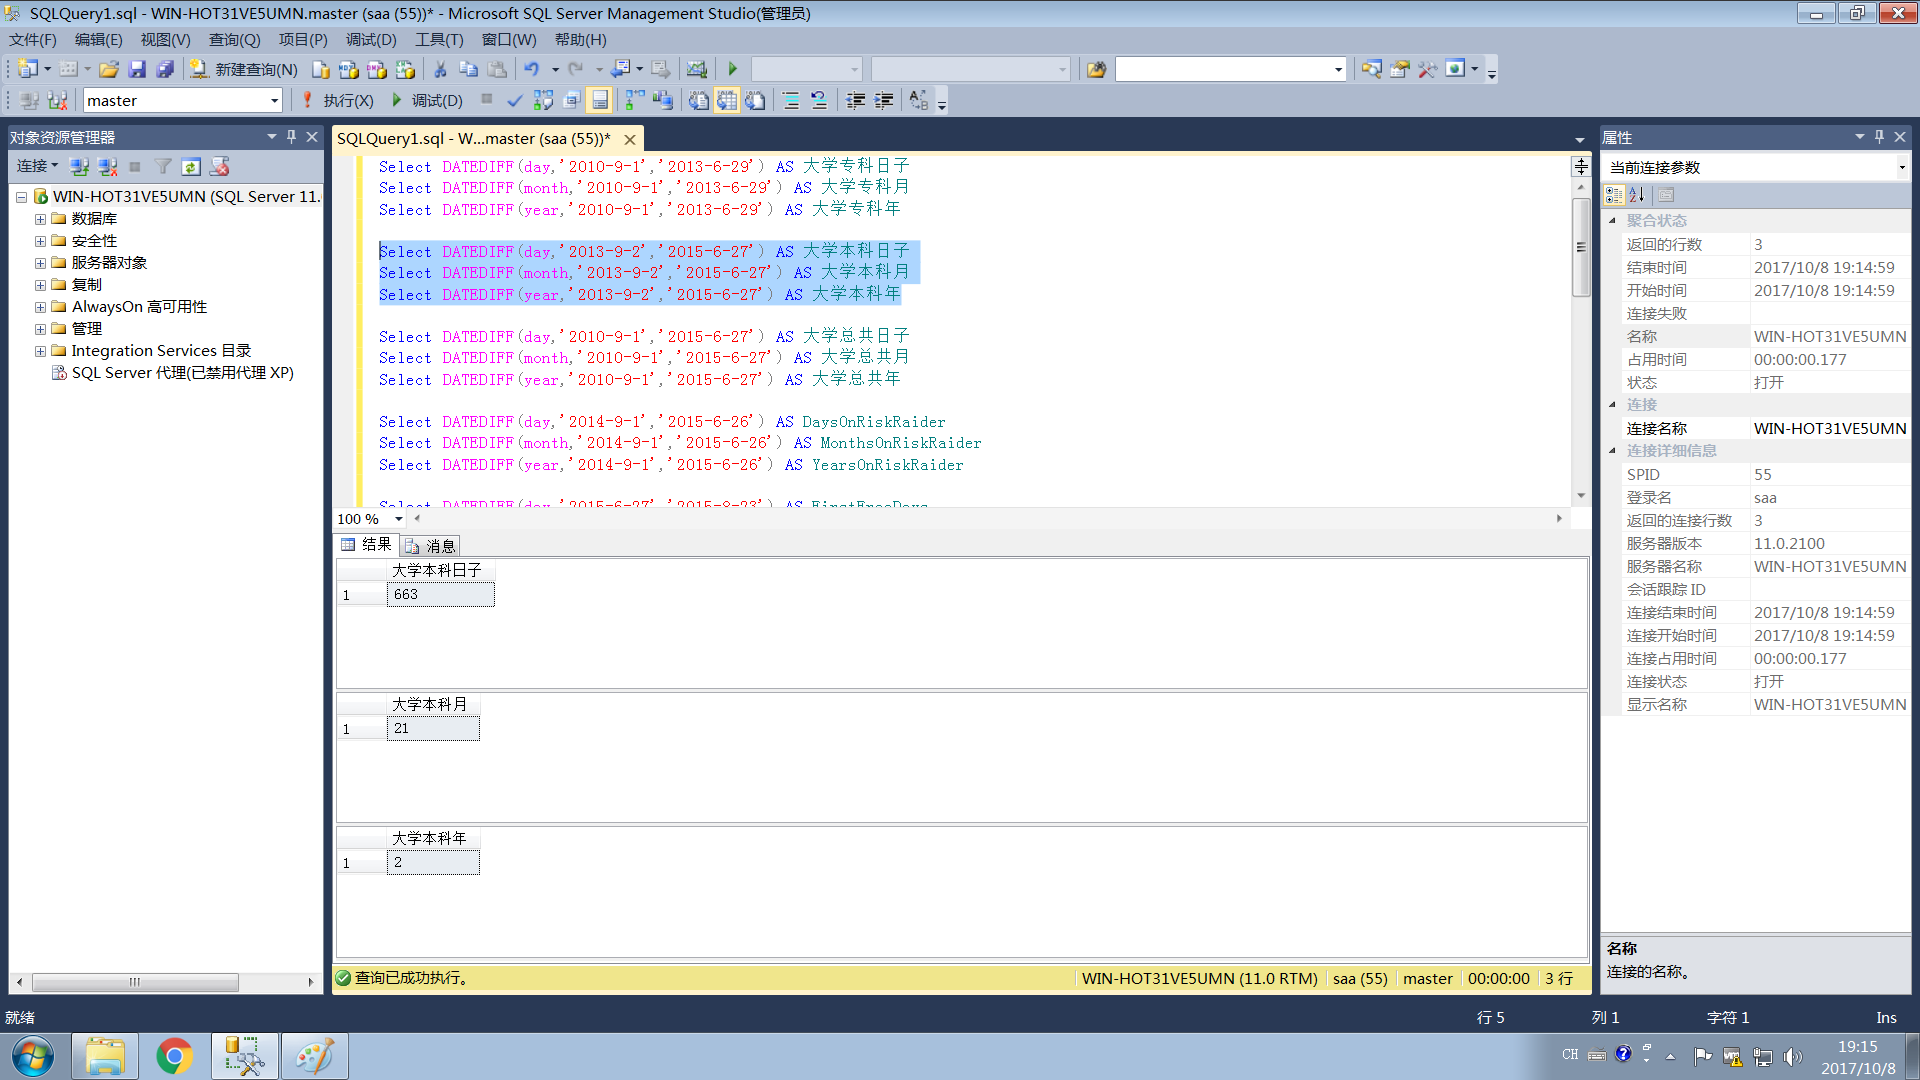 SQLQuery1.sql - WIN-HOT31VE5UMN.master (saa (55))* - Microsoft SQL Server Management Studio(管理员)
文件(F) 编辑(E) 视图(V) 查询(Q) 项目(P) 调试(D) 工具(T) 窗口(W) 帮助(H)
新建查询(N)
master 执行(X) 调试(D)
对象资源管理器
连接
WIN-HOT31VE5UMN (SQL Server 11.
数据库
安全性
服务器对象
复制
AlwaysOn 高可用性
管理
Integration Services 目录
SQL Server 代理(已禁用代理 XP)
SQLQuery1.sql - W...master (saa (55))*
Select DATEDIFF(day,'2010-9-1','2013-6-29') AS 大学专科日子
Select DATEDIFF(month,'2010-9-1','2013-6-29') AS 大学专科月
Select DATEDIFF(year,'2010-9-1','2013-6-29') AS 大学专科年
Select DATEDIFF(day,'2013-9-2','2015-6-27') AS 大学本科日子
Select DATEDIFF(month,'2013-9-2','2015-6-27') AS 大学本科月
Select DATEDIFF(year,'2013-9-2','2015-6-27') AS 大学本科年
Select DATEDIFF(day,'2010-9-1','2015-6-27') AS 大学总共日子
Select DATEDIFF(month,'2010-9-1','2015-6-27') AS 大学总共月
Select DATEDIFF(year,'2010-9-1','2015-6-27') AS 大学总共年
Select DATEDIFF(day,'2014-9-1','2015-6-26') AS DaysOnRiskRaider
Select DATEDIFF(month,'2014-9-1','2015-6-26') AS MonthsOnRiskRaider
Select DATEDIFF(year,'2014-9-1','2015-6-26') AS YearsOnRiskRaider
Select DATEDIFF(day,'2015-6-27','2015-8-23') AS FirstFreeDays
100 %
结果 消息
大学本科日子
1 663
大学本科月
1 21
大学本科年
1 2
查询已成功执行。 WIN-HOT31VE5UMN (11.0 RTM) saa (55) master 00:00:00 3 行
属性
当前连接参数
聚合状态
返回的行数 3
结束时间 2017/10/8 19:14:59
开始时间 2017/10/8 19:14:59
连接失败
名称 WIN-HOT31VE5UMN
占用时间 00:00:00.177
状态 打开
连接
连接名称 WIN-HOT31VE5UMN
连接详细信息
SPID 55
登录名 saa
返回的连接行数 3
服务器版本 11.0.2100
服务器名称 WIN-HOT31VE5UMN
会话跟踪 ID
连接结束时间 2017/10/8 19:14:59
连接开始时间 2017/10/8 19:14:59
连接占用时间 00:00:00.177
连接状态 打开
显示名称 WIN-HOT31VE5UMN
名称
连接的名称。
就绪 行 5 列 1 字符 1 Ins
CH 19:15
2017/10/8